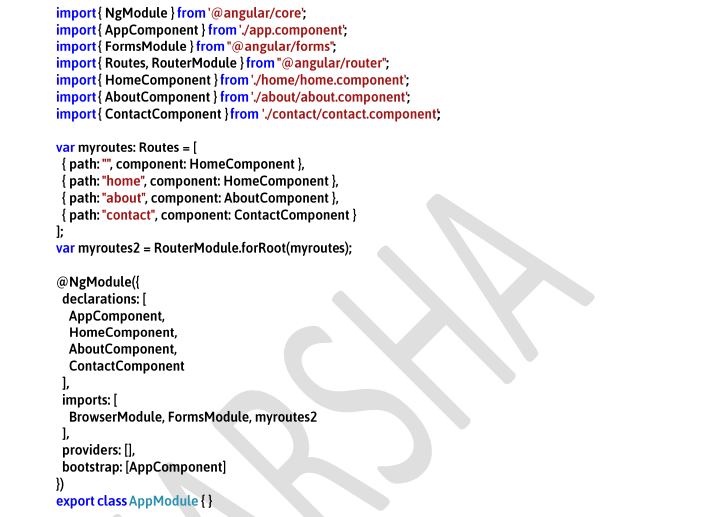 import { NgModule } from '@angular/core';
import { AppComponent } from './app.component';
import { FormsModule } from "@angular/forms";
import { Routes, RouterModule } from "@angular/router";
import { HomeComponent } from './home/home.component';
import { AboutComponent } from './about/about.component';
import { ContactComponent } from './contact/contact.component';
var myroutes: Routes = [
{ path: "", component: HomeComponent },
{ path: "home", component: HomeComponent },
{ path: "about", component: AboutComponent },
{ path: "contact", component: ContactComponent }
];
var myroutes2 = RouterModule.forRoot(myroutes);
@NgModule({
declarations: [
AppComponent,
HomeComponent,
AboutComponent,
ContactComponent
],
imports: [
BrowserModule, FormsModule, myroutes2
],
providers: [],
bootstrap: [AppComponent]
})
export class AppModule { }
ARSHA